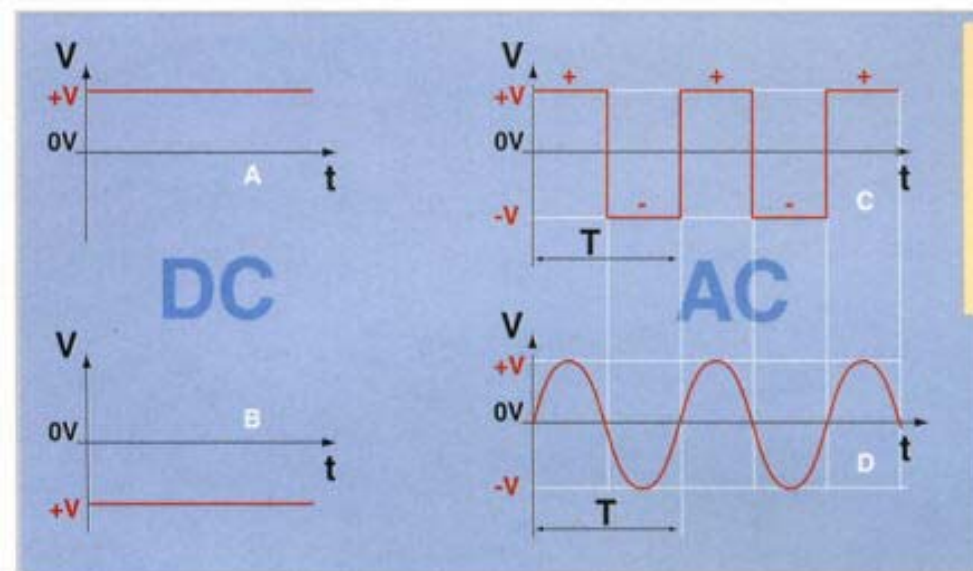 V
+V
0V
A
t
DC
V
0V
B
t
+V
V
+ + +
+V
0V
- -
C
t
-V
T
AC
V
+V
0V
D
t
-V
T